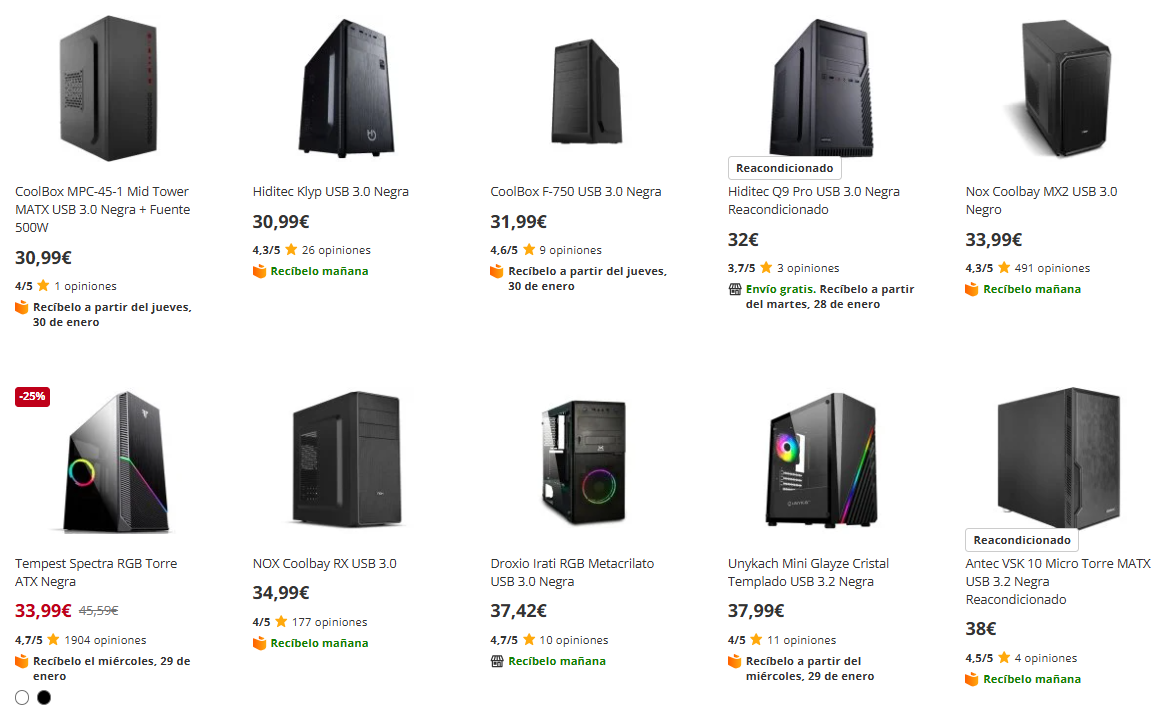 CoolBox MPC-45-1 Mid Tower
MATX USB 3.0 Negra + Fuente
500W
30,99€
4/5 1 opiniones
Recíbelo a partir del jueves,
30 de enero
Hiditec Klyp USB 3.0 Negra
30,99€
4,3/5 26 opiniones
Recíbelo mañana
CoolBox F-750 USB 3.0 Negra
31,99€
4,6/5 9 opiniones
Recíbelo a partir del jueves,
30 de enero
Reacondicionado
Hiditec Q9 Pro USB 3.0 Negra
Reacondicionado
32€
3,7/5 3 opiniones
Envío gratis. Recíbelo a partir
del martes, 28 de enero
Nox Coolbay MX2 USB 3.0
Negro
33,99€
4,3/5 491 opiniones
Recíbelo mañana
-25%
Tempest Spectra RGB Torre
ATX Negra
33,99€ 45,59€
4,7/5 1904 opiniones
Recíbelo el miércoles, 29 de
enero
NOX Coolbay RX USB 3.0
34,99€
4/5 177 opiniones
Recíbelo mañana
Droxio Irati RGB Metacrilato
USB 3.0 Negra
37,42€
4,7/5 10 opiniones
Recíbelo mañana
Unykach Mini Glayze Cristal
Templado USB 3.2 Negra
37,99€
4/5 11 opiniones
Recíbelo a partir del
miércoles, 29 de enero
Reacondicionado
Antec VSK 10 Micro Torre MATX
USB 3.2 Negra
Reacondicionado
38€
4,5/5 4 opiniones
Recíbelo mañana